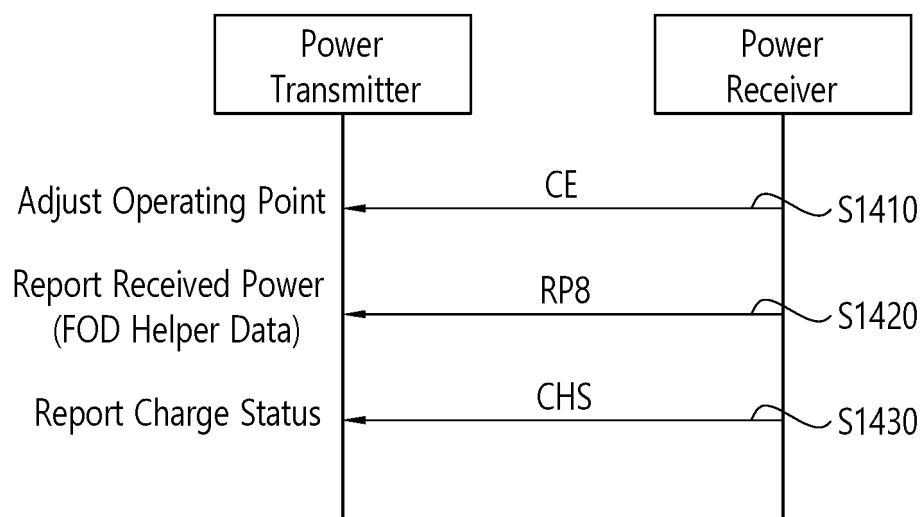 Power
Transmitter
Power
Receiver
Adjust Operating Point
CE
S1410
Report Received Power
(FOD Helper Data)
RP8
S1420
Report Charge Status
CHS
S1430